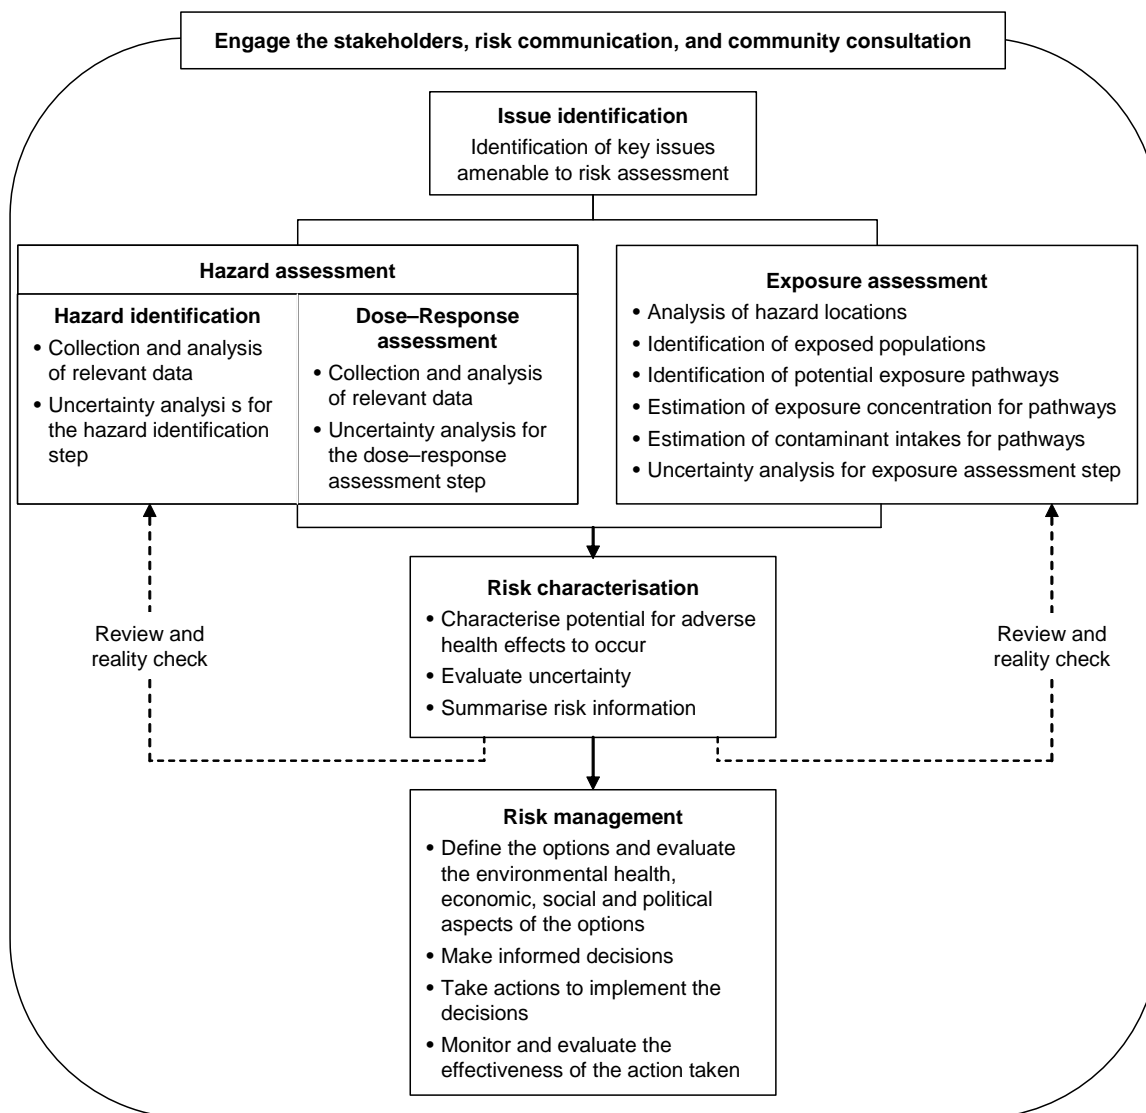 Engage the stakeholders, risk communication, and community consultation
Issue identification
Identification of key issues
amenable to risk assessment
Hazard assessment
Hazard identification
• Collection and analysis
of relevant data
• Uncertainty analysi s for
the hazard identification
step
Dose–Response
assessment
• Collection and analysis
of relevant data
• Uncertainty analysis for
the dose–response
assessment step
Exposure assessment
• Analysis of hazard locations
• Identification of exposed populations
• Identification of potential exposure pathways
• Estimation of exposure concentration for pathways
• Estimation of contaminant intakes for pathways
• Uncertainty analysis for exposure assessment step
Review and
reality check
Risk characterisation
• Characterise potential for adverse
health effects to occur
• Evaluate uncertainty
• Summarise risk information
Review and
reality check
Risk management
• Define the options and evaluate
the environmental health,
economic, social and political
aspects of the options
• Make informed decisions
• Take actions to implement the
decisions
• Monitor and evaluate the
effectiveness of the action taken